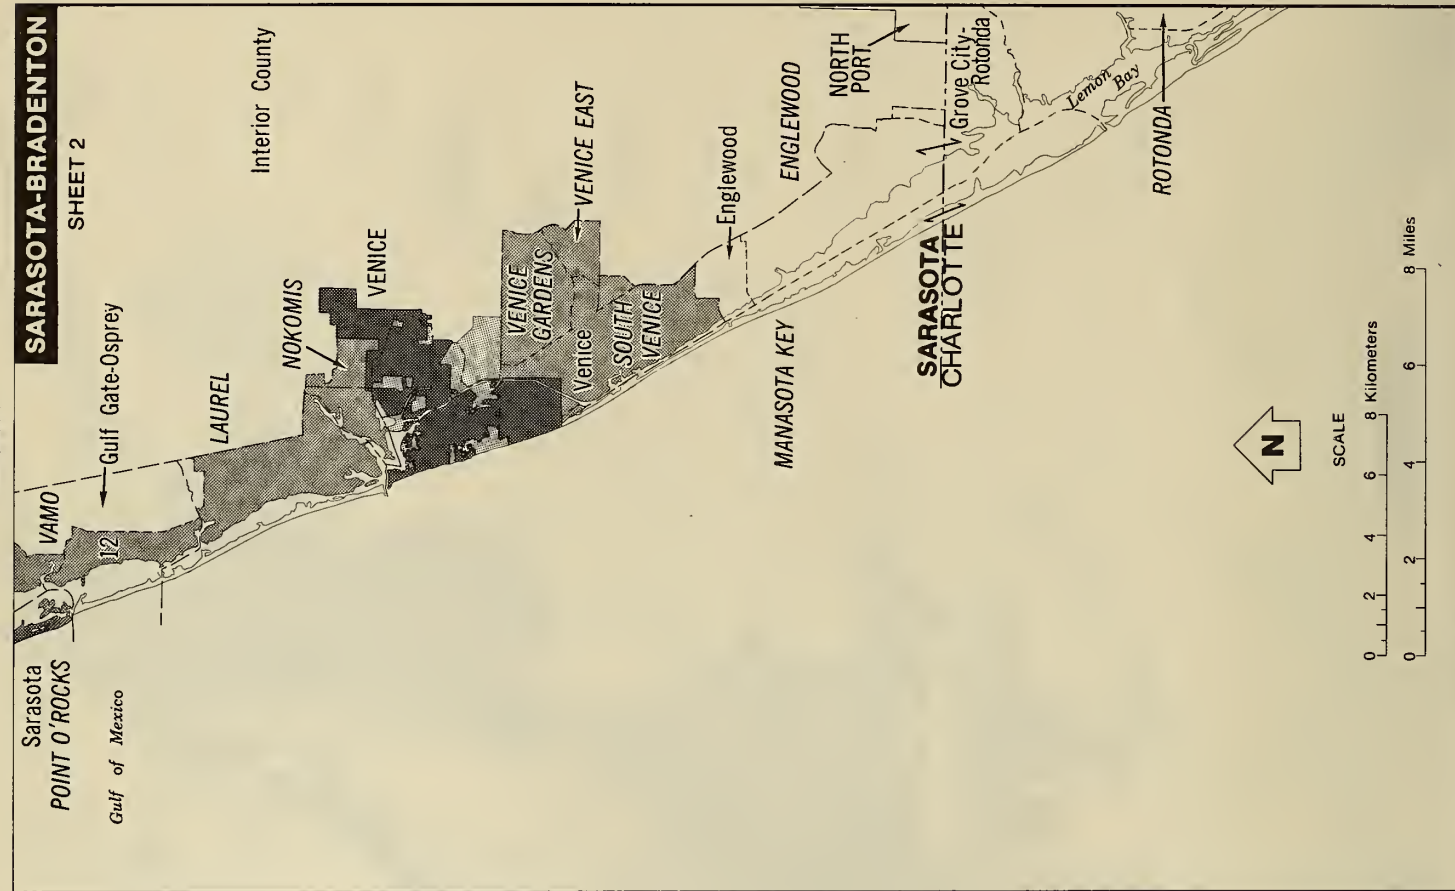 SARASOTA-BRADENTON
SHEET 2
Interior County
Gulf Gate-Osprey
VAMO
12
LAUREL
NOKOMIS
VENICE
Sarasota
POINT O'ROCKS
Gulf of Mexico
VENICE
GARDENS
VENICE EAST
Venice
SOUTH
VENICE
Englewood
ENGLEWOOD
MANASOTA KEY
NORTH
PORT
Grove City-
Rotonda
SARASOTA
CHARLOTTE
Lemon
Bay
ROTONDA
N
SCALE
0 2 4 6 8 Kilometers
0 2 4 6 8 Miles